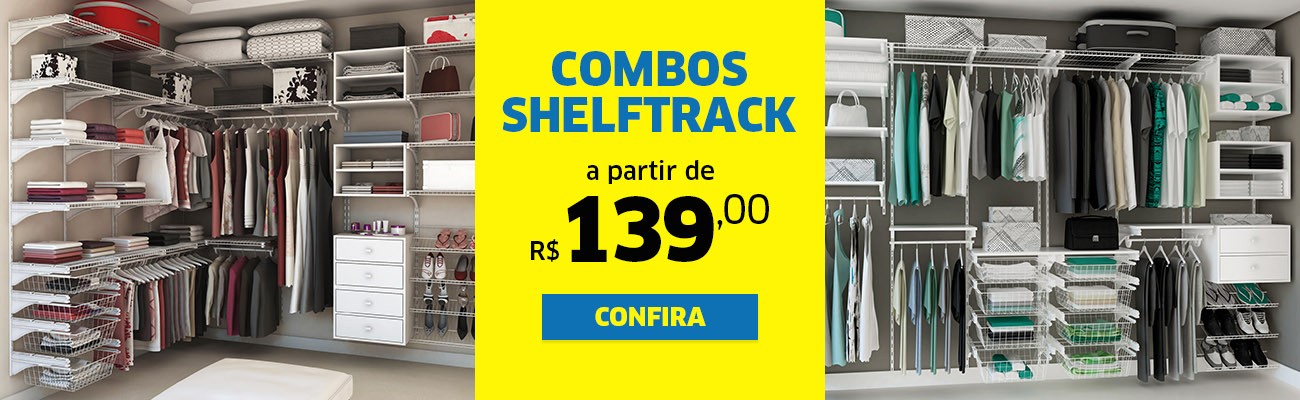 COMBOS
SHELFTRACK
a partir de
R$ 139,00
CONFIRA